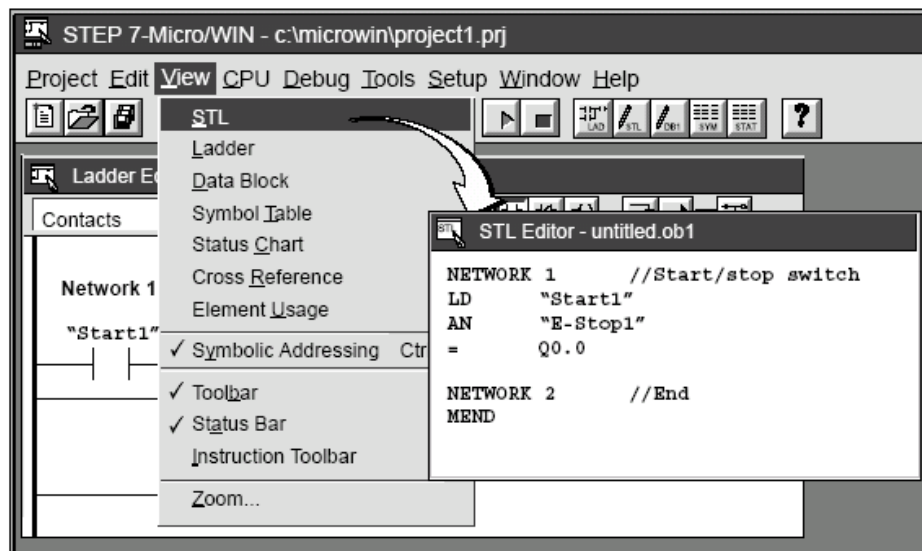 STEP 7-Micro/WIN - c:\microwin\project1.prj
Project Edit View CPU Debug Tools Setup Window Help
LAD STL DB1 SYM STAT ?
STL
Ladder
Data Block
Symbol Table
Status Chart
Cross Reference
Element Usage
✓ Symbolic Addressing Ctr
✓ Toolbar
✓ Status Bar
Instruction Toolbar
Zoom...
Ladder Ed
Contacts
Network 1
“Start1”
STL Editor - untitled.ob1
NETWORK 1 //Start/stop switch
LD “Start1”
AN “E-Stop1”
= Q0.0
NETWORK 2 //End
MEND